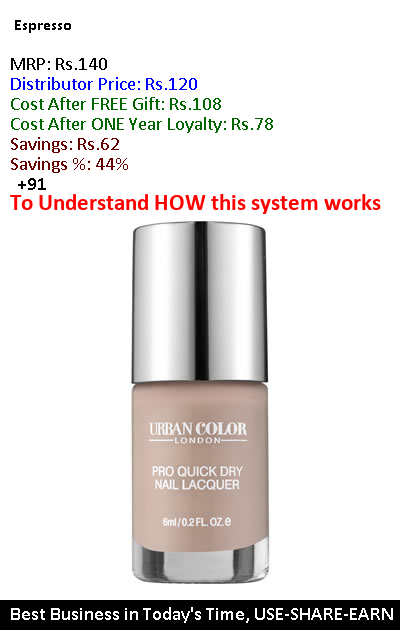 Espresso
MRP: Rs.140
Distributor Price: Rs.120
Cost After FREE Gift: Rs.108
Cost After ONE Year Loyalty: Rs.78
Savings: Rs.62
Savings %: 44%
+91
To Understand HOW this system works
URBAN COLOR
LONDON
PRO QUICK DRY
NAIL LACQUER
6ml/0.2 FL. OZ.e
Best Business in Today's Time, USE-SHARE-EARN